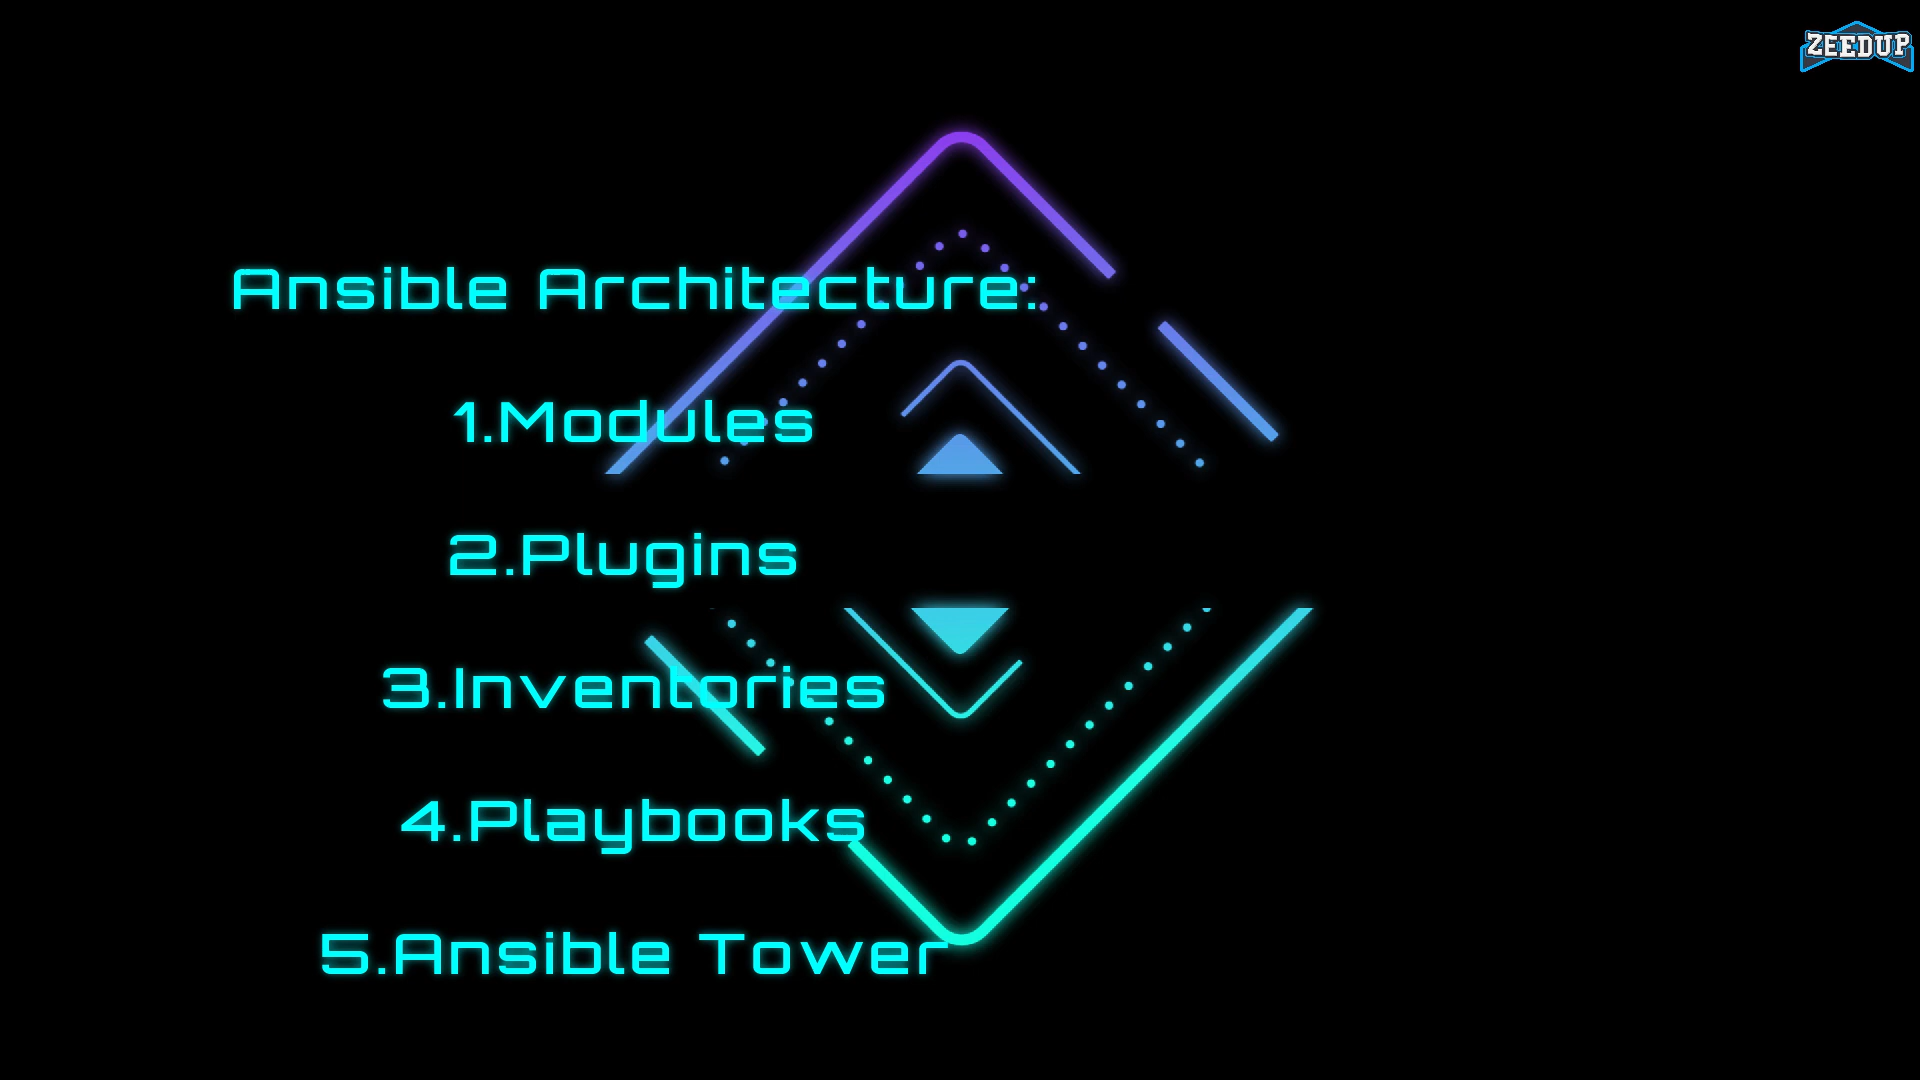 ZEEDUP
Ansible Architecture:
1.Modules
2.Plugins
3.Inventories
4.Playbooks
5.Ansible Tower